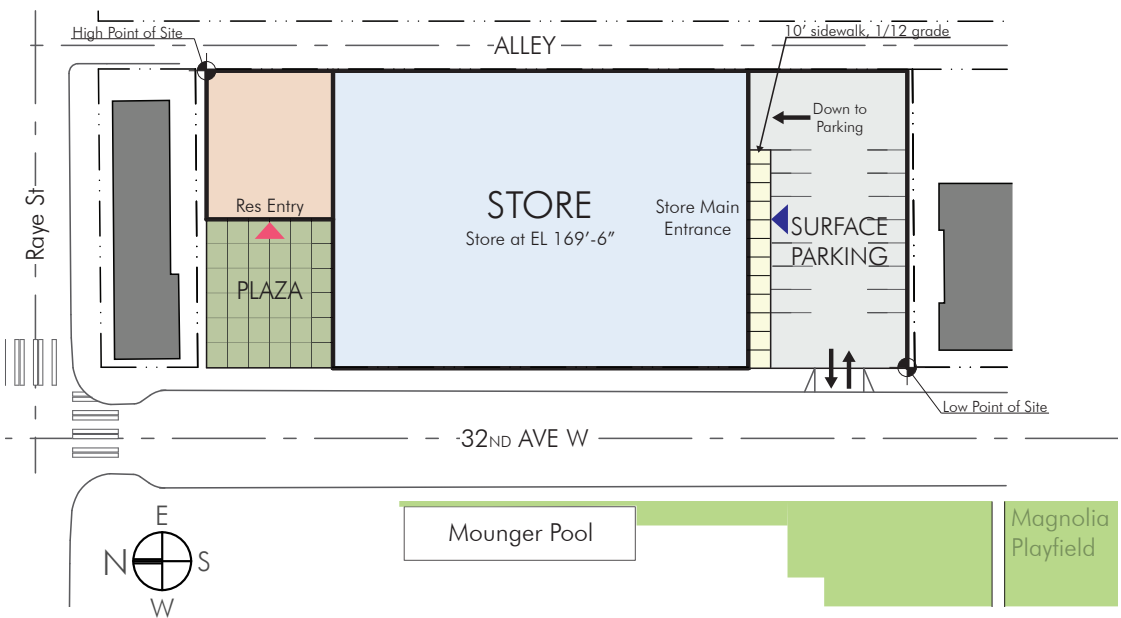 High Point of Site
ALLEY
10’ sidewalk, 1/12 grade
Down to
Parking
Raye St
Res Entry
STORE
Store at EL 169’-6”
Store Main
Entrance
SURFACE
PARKING
PLAZA
Low Point of Site
32ND AVE W
Mounger Pool
Magnolia
Playfield
E
N
S
W